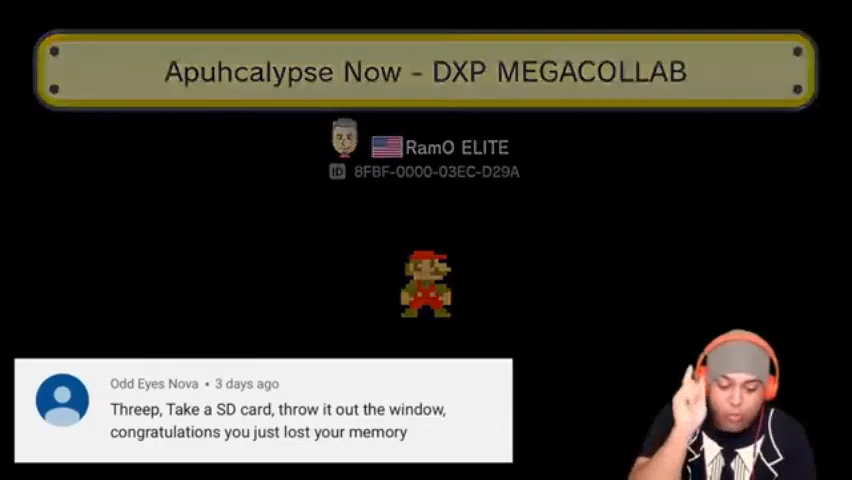 Apuhcalypse Now - DXP MEGACOLLAB
RamO ELITE
ID 8FBF-0000-03EC-D29A
Odd Eyes Nova • 3 days ago
Threep, Take a SD card, throw it out the window,
congratulations you just lost your memory